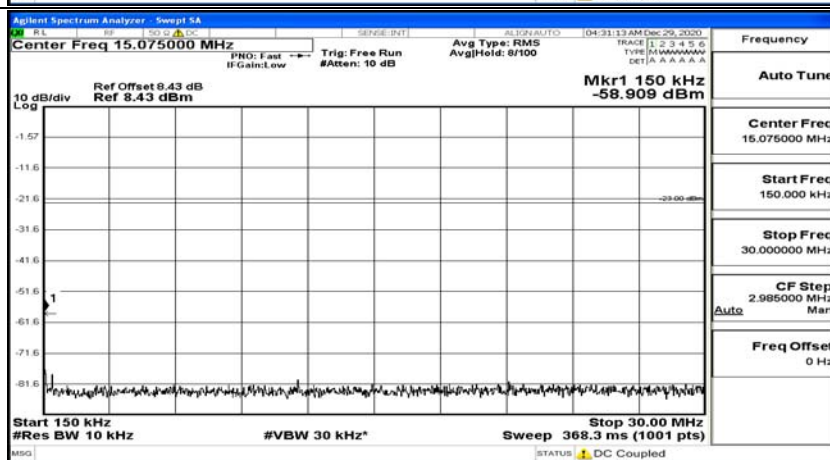 Agilent Spectrum Analyzer - Swept SA
RL RF 50 Ω DC SENSE:INT ALIGN AUTO 04:31:13 AM Dec 29, 2020
Center Freq 15.075000 MHz
PNO: Fast
IFGain:Low
Trig: Free Run
#Atten: 10 dB
Avg Type: RMS
Avg|Hold: 8/100
TRACE 1 2 3 4 5 6
TYPE M WWWWW
DET A A A A A A
Frequency
Auto Tune
Ref Offset 8.43 dB
Ref 8.43 dBm
10 dB/div
Log
Mkr1 150 kHz
-58.909 dBm
-1.57
-11.6
-21.6
-31.6
-41.6
-51.6
-61.6
-71.6
-81.6
-23.00 dBm
1
Center Freq
15.075000 MHz
Start Freq
150.000 kHz
Stop Freq
30.000000 MHz
CF Step
2.985000 MHz
Auto Man
Freq Offset
0 Hz
Start 150 kHz
#Res BW 10 kHz
#VBW 30 kHz*
Stop 30.00 MHz
Sweep 368.3 ms (1001 pts)
MSG
STATUS DC Coupled